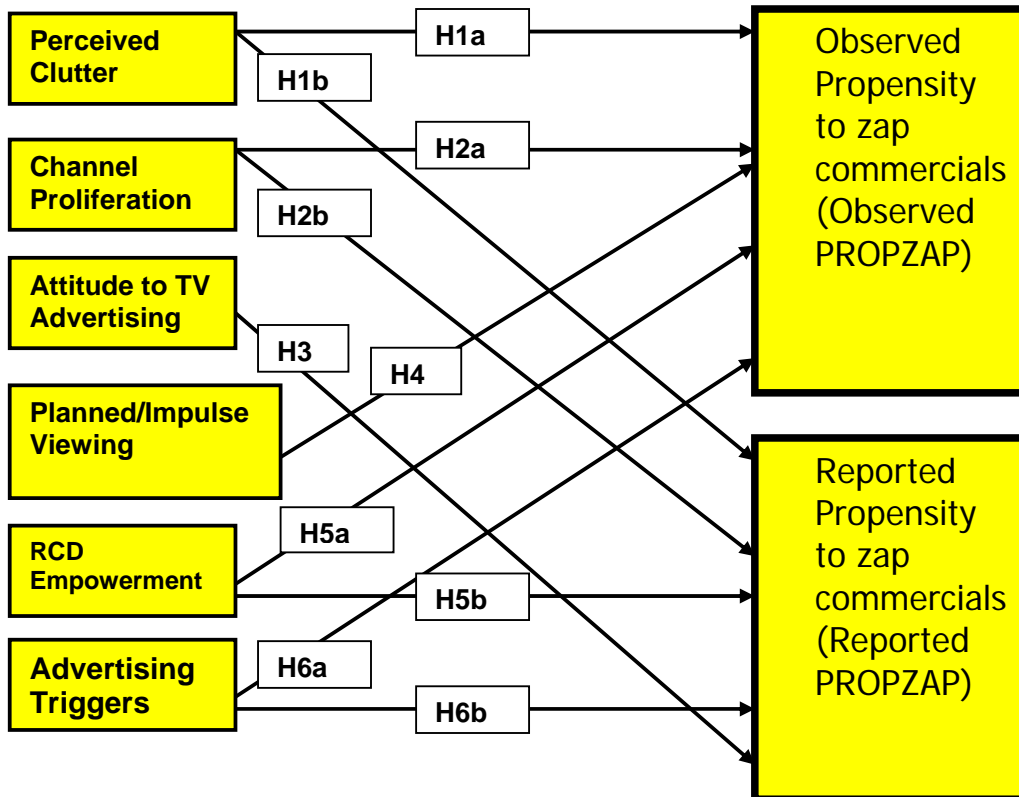 Perceived
Clutter
H1a
H1b
Channel
Proliferation
H2a
H2b
Attitude to TV
Advertising
H3
Planned/Impulse
Viewing
H4
RCD
Empowerment
H5a
H5b
Advertising
Triggers
H6a
H6b
Observed
Propensity
to zap
commercials
(Observed
PROPZAP)
Reported
Propensity
to zap
commercials
(Reported
PROPZAP)